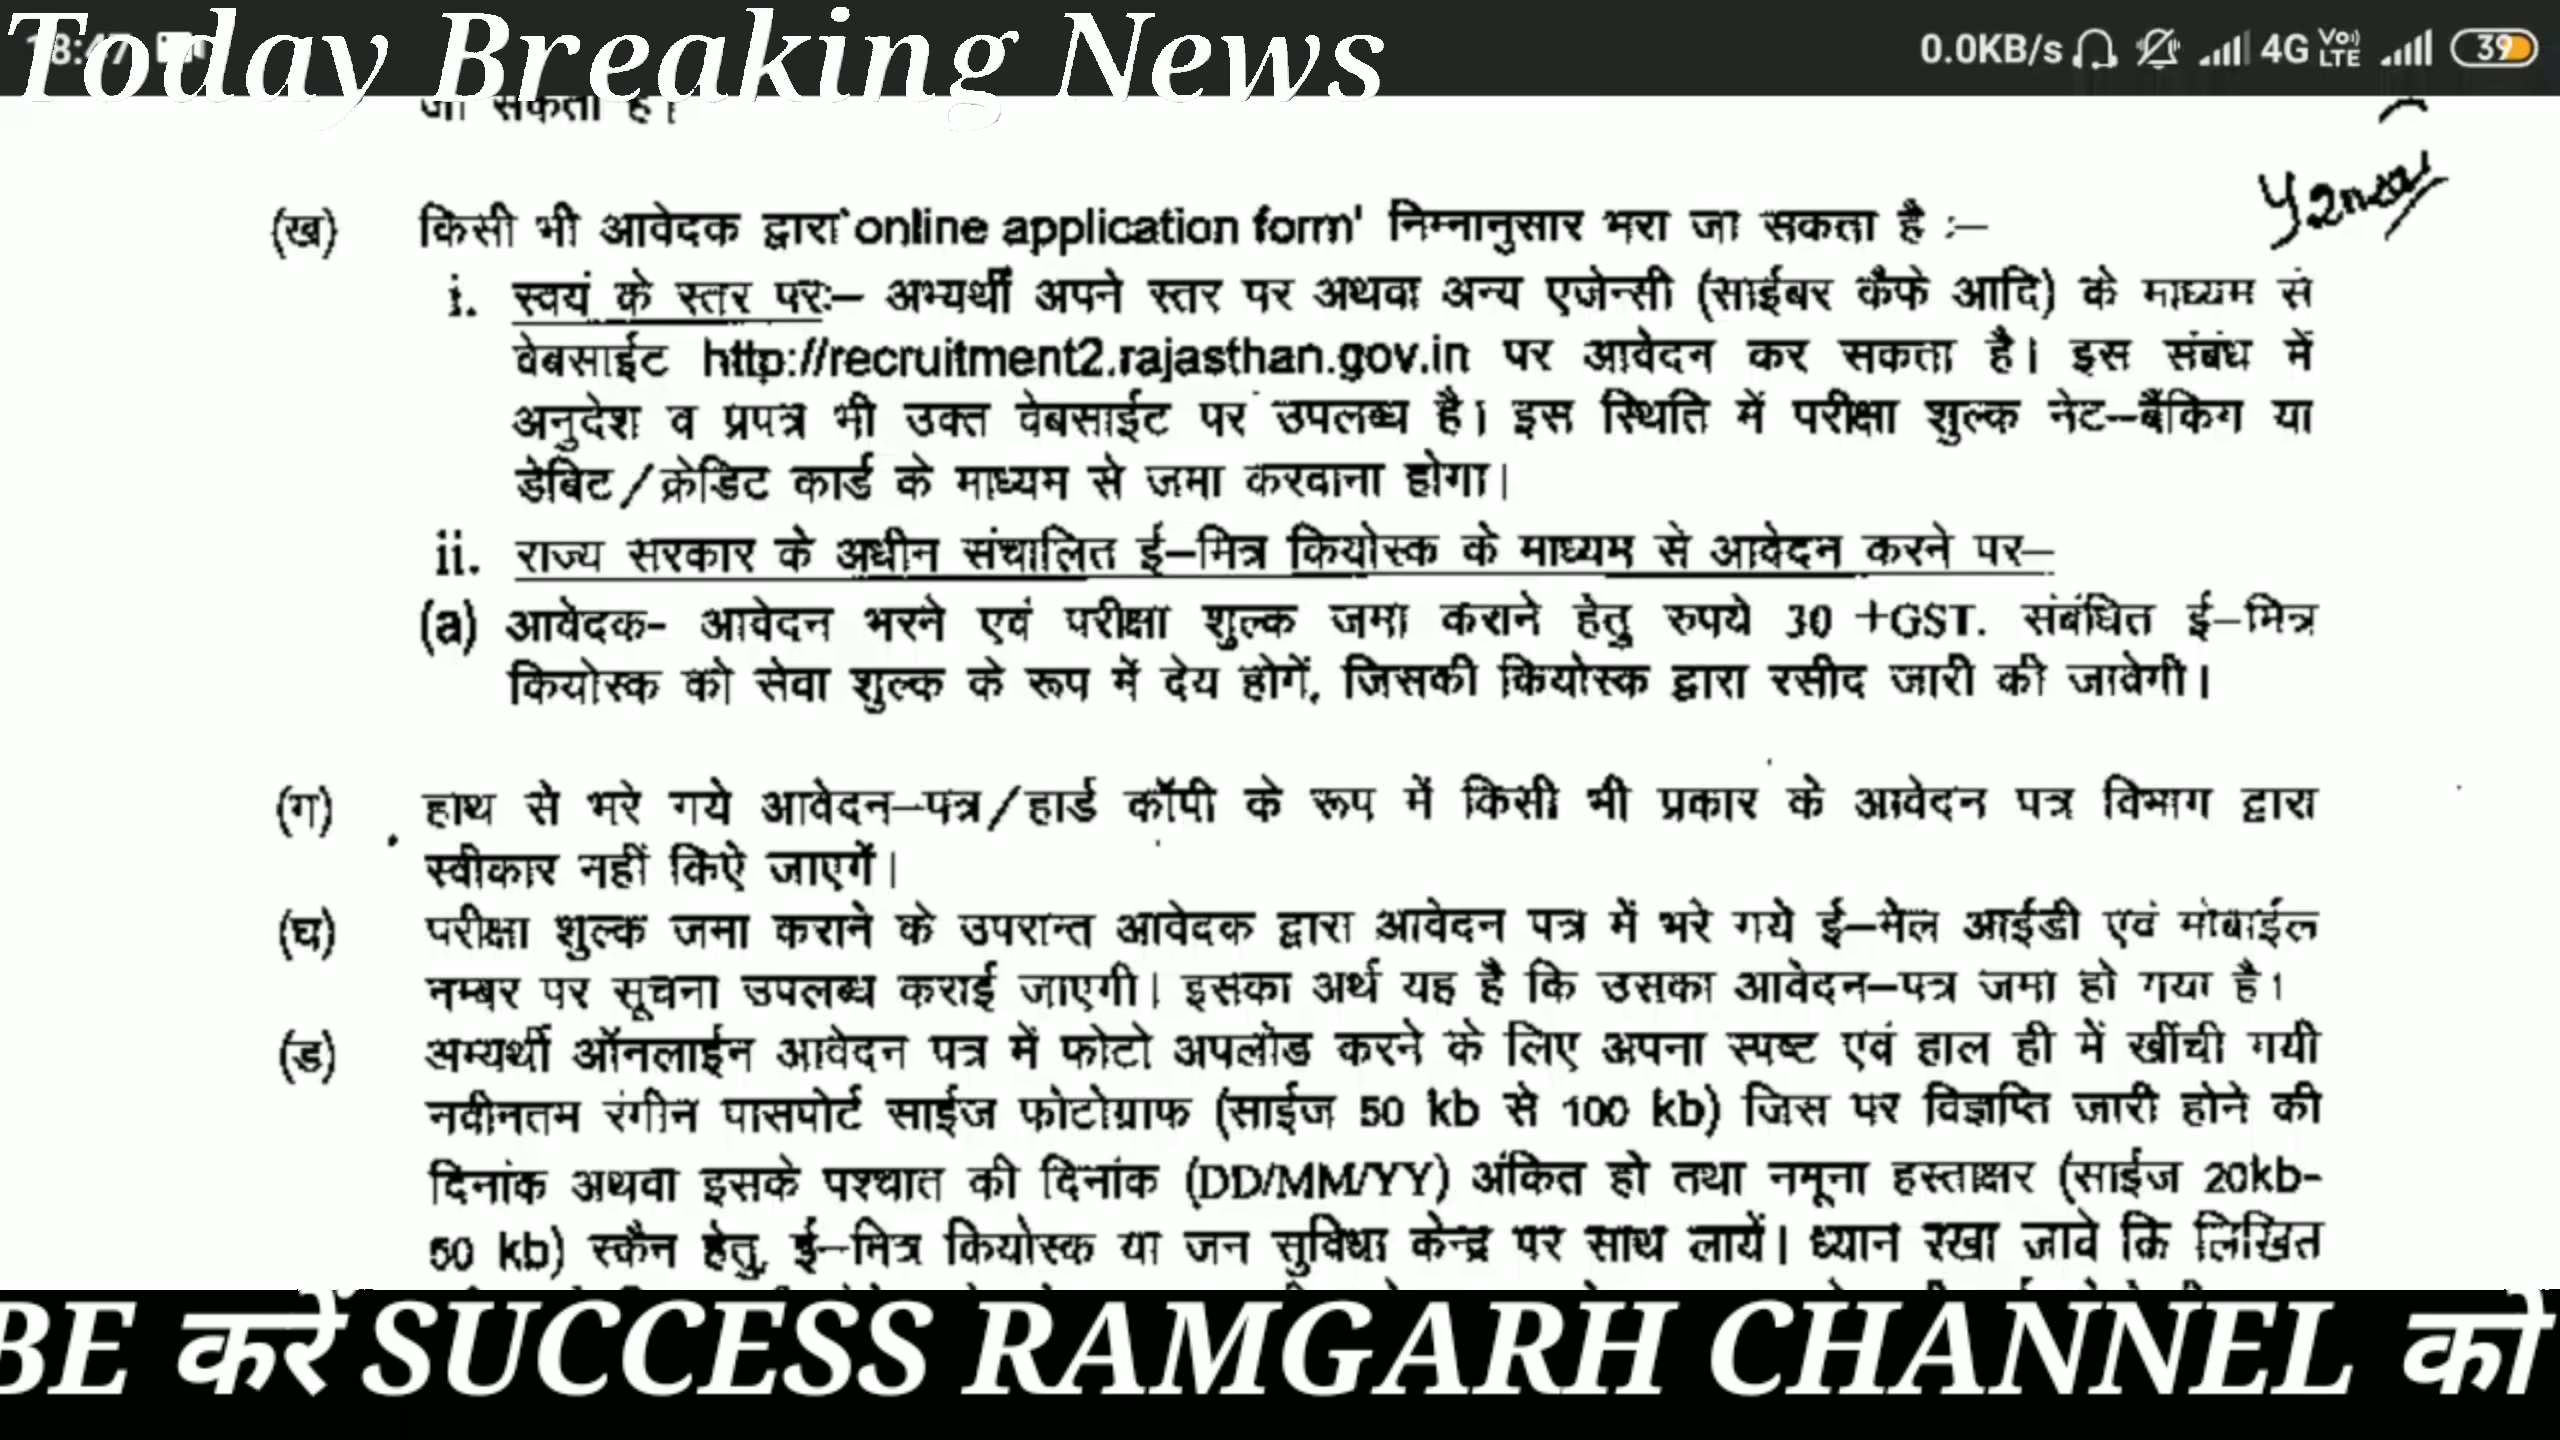 Today Breaking News
18:47 0.0KB/s 4G Vo) LTE 39
जा सकता है।
(ख) किसी भी आवेदक द्वारा 'online application form' निम्नानुसार भरा जा सकता है :–
i. स्वयं के स्तर पर:– अभ्यर्थी अपने स्तर पर अथवा अन्य एजेन्सी (साईबर कैफे आदि) के माध्यम से
वेबसाईट http://recruitment2.rajasthan.gov.in पर आवेदन कर सकता है। इस संबंध में
अनुदेश व प्रपत्र भी उक्त वेबसाईट पर उपलब्ध है। इस स्थिति में परीक्षा शुल्क नेट–बैंकिग या
डेबिट/क्रेडिट कार्ड के माध्यम से जमा करवाना होगा।
ii. राज्य सरकार के अधीन संचालित ई–मित्र कियोस्क के माध्यम से आवेदन करने पर–
(a) आवेदक- आवेदन भरने एवं परीक्षा शुल्क जमा कराने हेतु रुपये 30 +GST. संबंधित ई–मित्र
कियोस्क को सेवा शुल्क के रूप में देय होगें, जिसकी कियोस्क द्वारा रसीद जारी की जावेगी।
(ग) हाथ से भरे गये आवेदन–पत्र/हार्ड कॉपी के रूप में किसी भी प्रकार के आवेदन पत्र विभाग द्वारा
स्वीकार नहीं किऐ जाएगें।
(घ) परीक्षा शुल्क जमा कराने के उपरान्त आवेदक द्वारा आवेदन पत्र में भरे गये ई–मेल आईडी एवं मोबाईल
नम्बर पर सूचना उपलब्ध कराई जाएगी। इसका अर्थ यह है कि उसका आवेदन–पत्र जमा हो गया है।
(ड) अभ्यर्थी ऑनलाईन आवेदन पत्र में फोटो अपलोड करने के लिए अपना स्पष्ट एवं हाल ही में खींची गयी
नवीनतम रंगीन पासपोर्ट साईज फोटोग्राफ (साईज 50 kb से 100 kb) जिस पर विज्ञप्ति जारी होने की
दिनांक अथवा इसके पश्चात की दिनांक (DD/MM/YY) अंकित हो तथा नमूना हस्ताक्षर (साईज 20kb-
50 kb) स्कैन हेतु, ई–मित्र कियोस्क या जन सुविधा केन्द्र पर साथ लायें। ध्यान रखा जावे कि लिखित
BE करें SUCCESS RAMGARH CHANNEL को